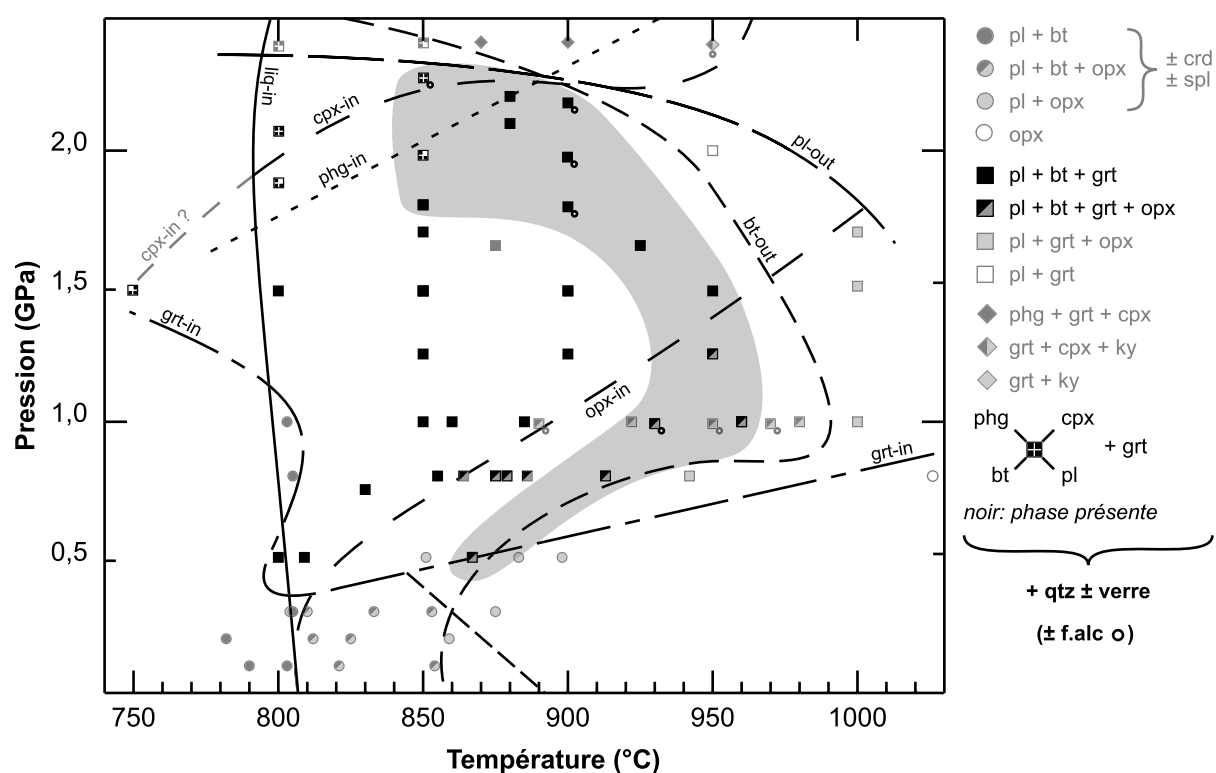 liq-in
cpx-in
phg-in
cpx-in ?
grt-in
pl-out
bt-out
opx-in
grt-in
2,0
1,5
1,0
0,5
Pression (GPa)
750 800 850 900 950 1000
Température (°C)
pl + bt
pl + bt + opx
pl + opx
± crd
± spl
opx
pl + bt + grt
pl + bt + grt + opx
pl + grt + opx
pl + grt
phg + grt + cpx
grt + cpx + ky
grt + ky
phg cpx
+ grt
bt pl
noir: phase présente
+ qtz ± verre
(± f.alc o)